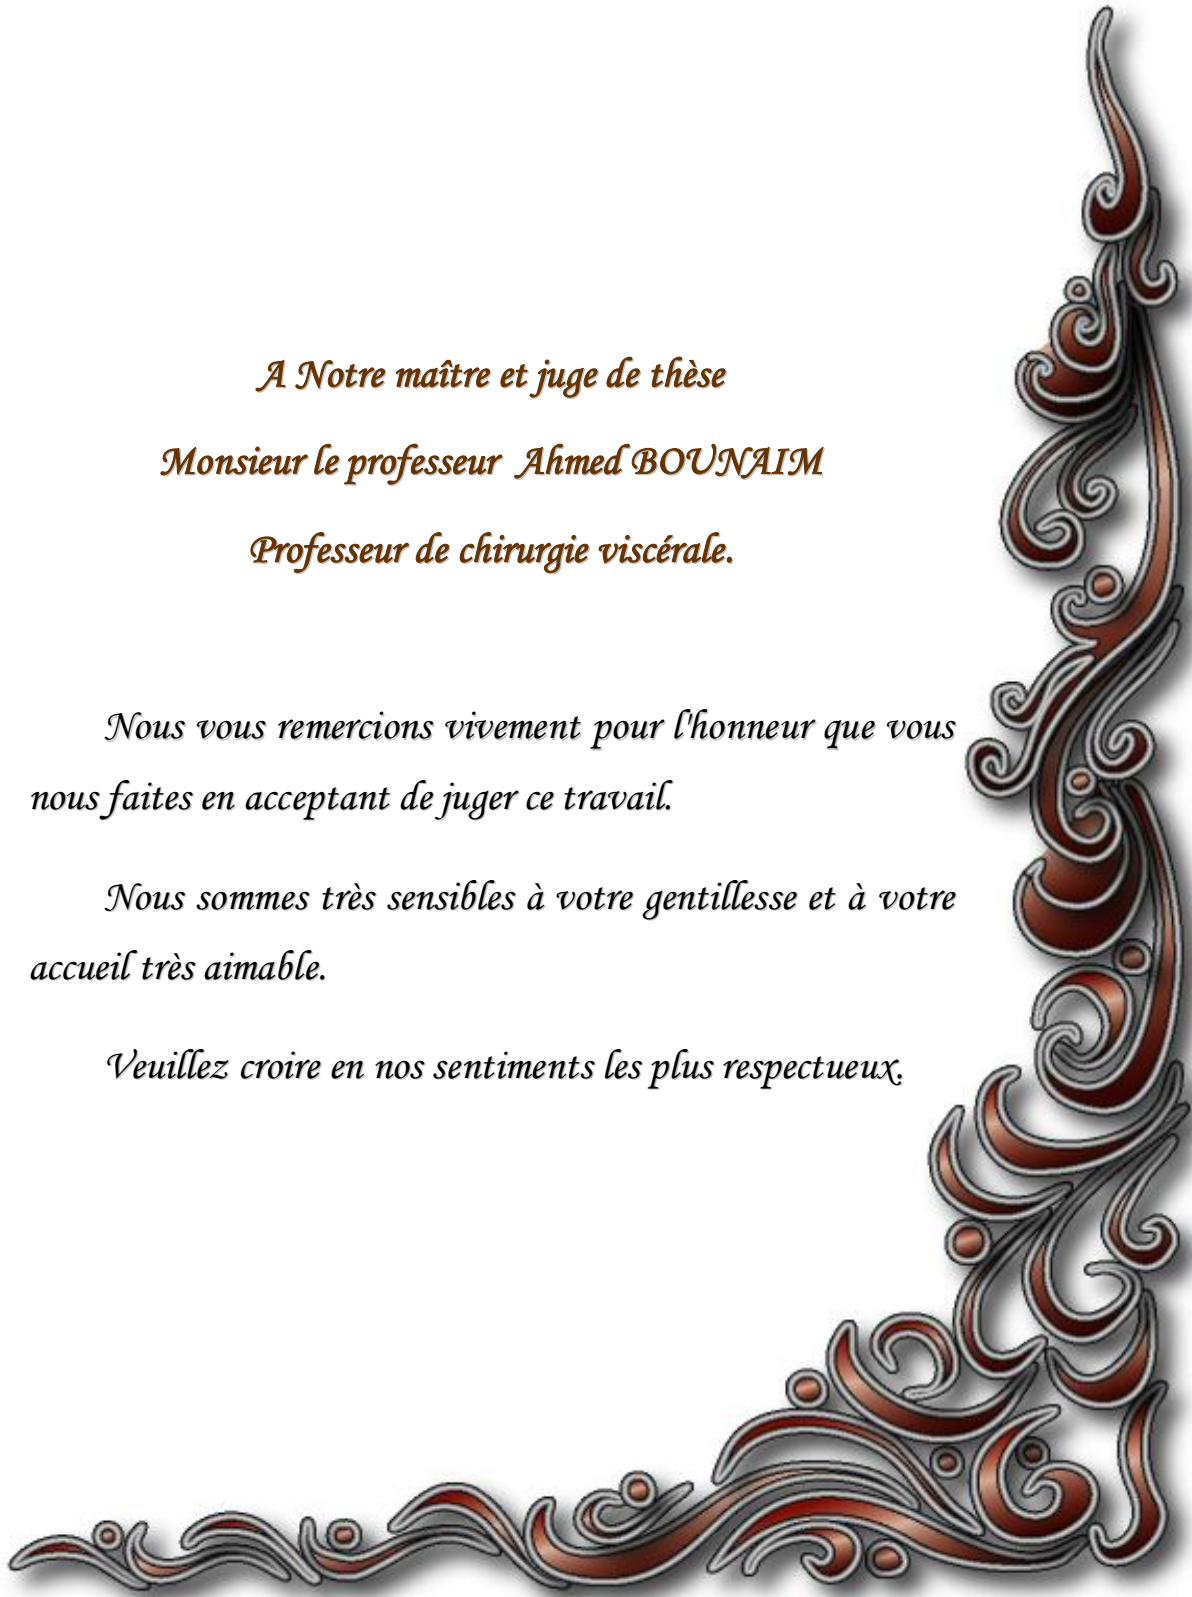 A Notre maître et juge de thèse
Monsieur le professeur Ahmed BOUNAIM
Professeur de chirurgie viscérale.
Nous vous remercions vivement pour l'honneur que vous
nous faites en acceptant de juger ce travail.
Nous sommes très sensibles à votre gentillesse et à votre
accueil très aimable.
Veuillez croire en nos sentiments les plus respectueux.